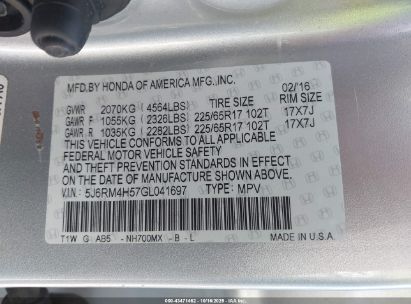 MFD.BY HONDA OF AMERICA MFG.,INC. 02/16
GVWR 2070KG (4564LBS) TIRE SIZE RIM SIZE
GAWR F 1055KG (2326LBS) 225/65R17 102T 17X7J
GAWR R 1035KG (2282LBS) 225/65R17 102T 17X7J
THIS VEHICLE CONFORMS TO ALL APPLICABLE
FEDERAL MOTOR VEHICLE SAFETY
AND THEFT PREVENTION STANDARDS IN EFFECT
ON THE DATE OF MANUFACTURE SHOWN ABOVE.
V.I.N.: 5J6RM4H57GL041697 TYPE: MPV
T1W G AB5 -NH700MX -B -L MADE IN U.S.A.